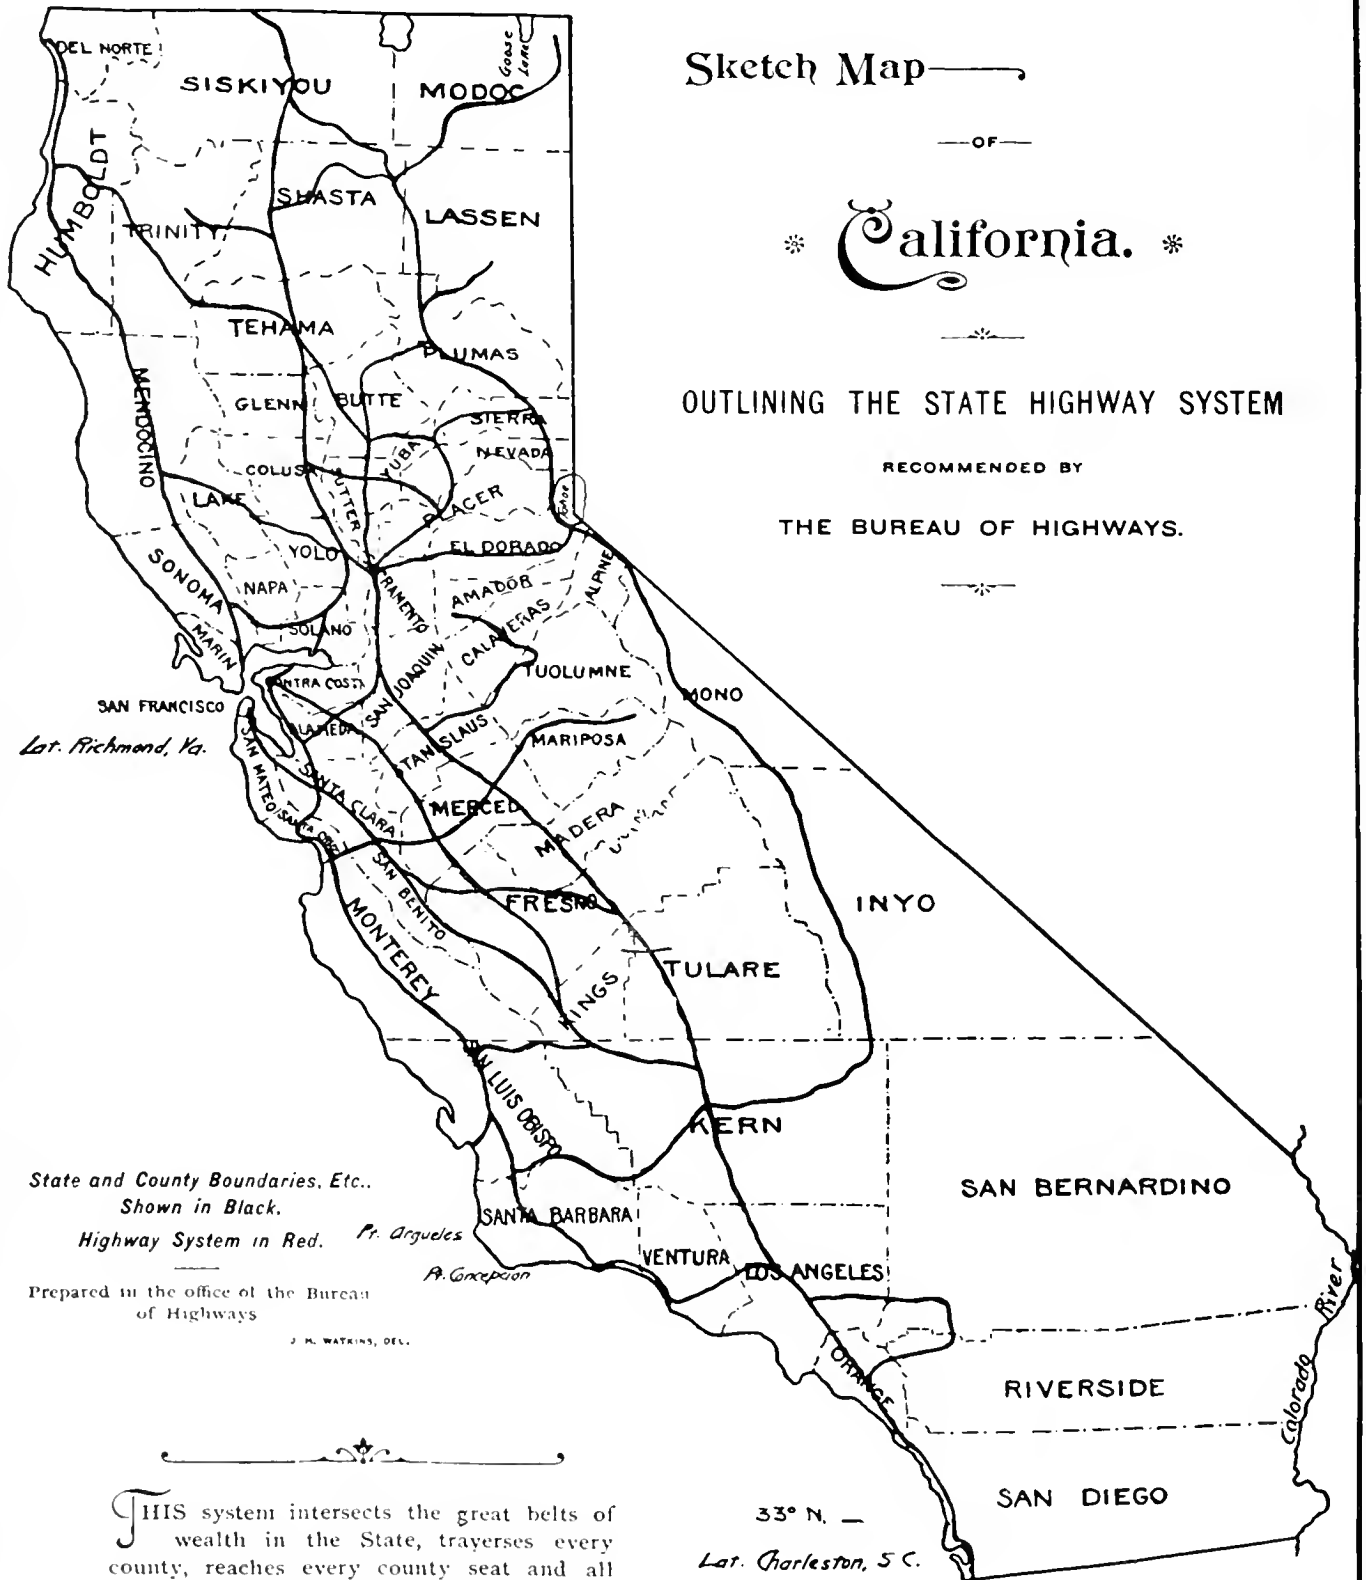 Sketch Map
—OF—
California.
OUTLINING THE STATE HIGHWAY SYSTEM
RECOMMENDED BY
THE BUREAU OF HIGHWAYS.
DEL NORTE
SISKIYOU
MODOC
GOOSE
LAKE
HUMBOLDT
TRINITY
SHASTA
LASSEN
TEHAMA
PLUMAS
MENDOCINO
GLENN
BUTTE
SIERRA
NEVADA
YUBA
COLUSA
SUTTER
LAKE
PLACER
TAHOE
YOLO
EL DORADO
SONOMA
NAPA
SACRAMENTO
AMADOR
ALPINE
MARIN
SOLANO
CALAVERAS
CONTRA COSTA
SAN JOAQUIN
TUOLUMNE
MONO
SAN FRANCISCO
Lat. Richmond, Va.
ALAMEDA
STANISLAUS
MARIPOSA
SAN MATEO
SANTA CLARA
SANTA CRUZ
MERCED
MADERA
SAN BENITO
FRESNO
INYO
MONTEREY
KINGS
TULARE
SAN LUIS OBISPO
KERN
SAN BERNARDINO
SANTA BARBARA
VENTURA
LOS ANGELES
Pt. Argueles
Pt. Concepcion
ORANGE
RIVERSIDE
Colorado River
SAN DIEGO
State and County Boundaries, Etc..
Shown in Black.
Highway System in Red.
Prepared in the office of the Bureau
of Highways
J. M. WATKINS, DEL.
THIS system intersects the great belts of
wealth in the State, traverses every
county, reaches every county seat and all
33° N. —
Lat. Charleston, S C.